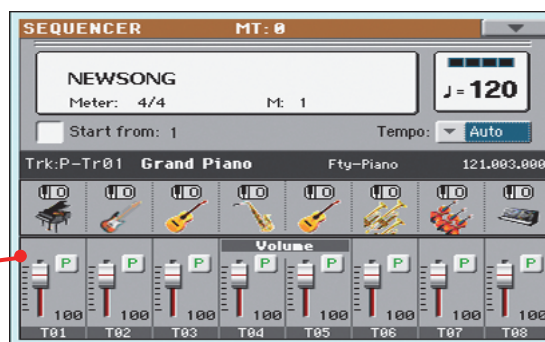 SEQUENCER MT: 0
NEWSONG
Meter: 4/4 M: 1
♩=120
Start from: 1 Tempo: Auto
Trk:P-Tr01 Grand Piano Fty-Piano 121.003.000
Volume
P P P P P P P P
100 100 100 100 100 100 100 100
T01 T02 T03 T04 T05 T06 T07 T08